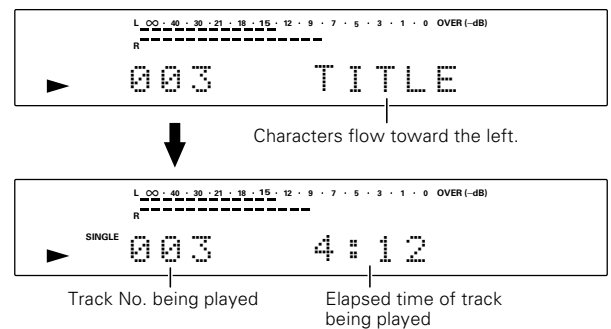 L ∞ · 40 · 30 · 21 · 18 · 15 · 12 · 9 · 7 · 5 · 3 · 1 · 0 OVER (–dB)
R
003 TITLE
Characters flow toward the left.
L ∞ · 40 · 30 · 21 · 18 · 15 · 12 · 9 · 7 · 5 · 3 · 1 · 0 OVER (–dB)
R
SINGLE 003 4:12
Track No. being played
Elapsed time of track
being played